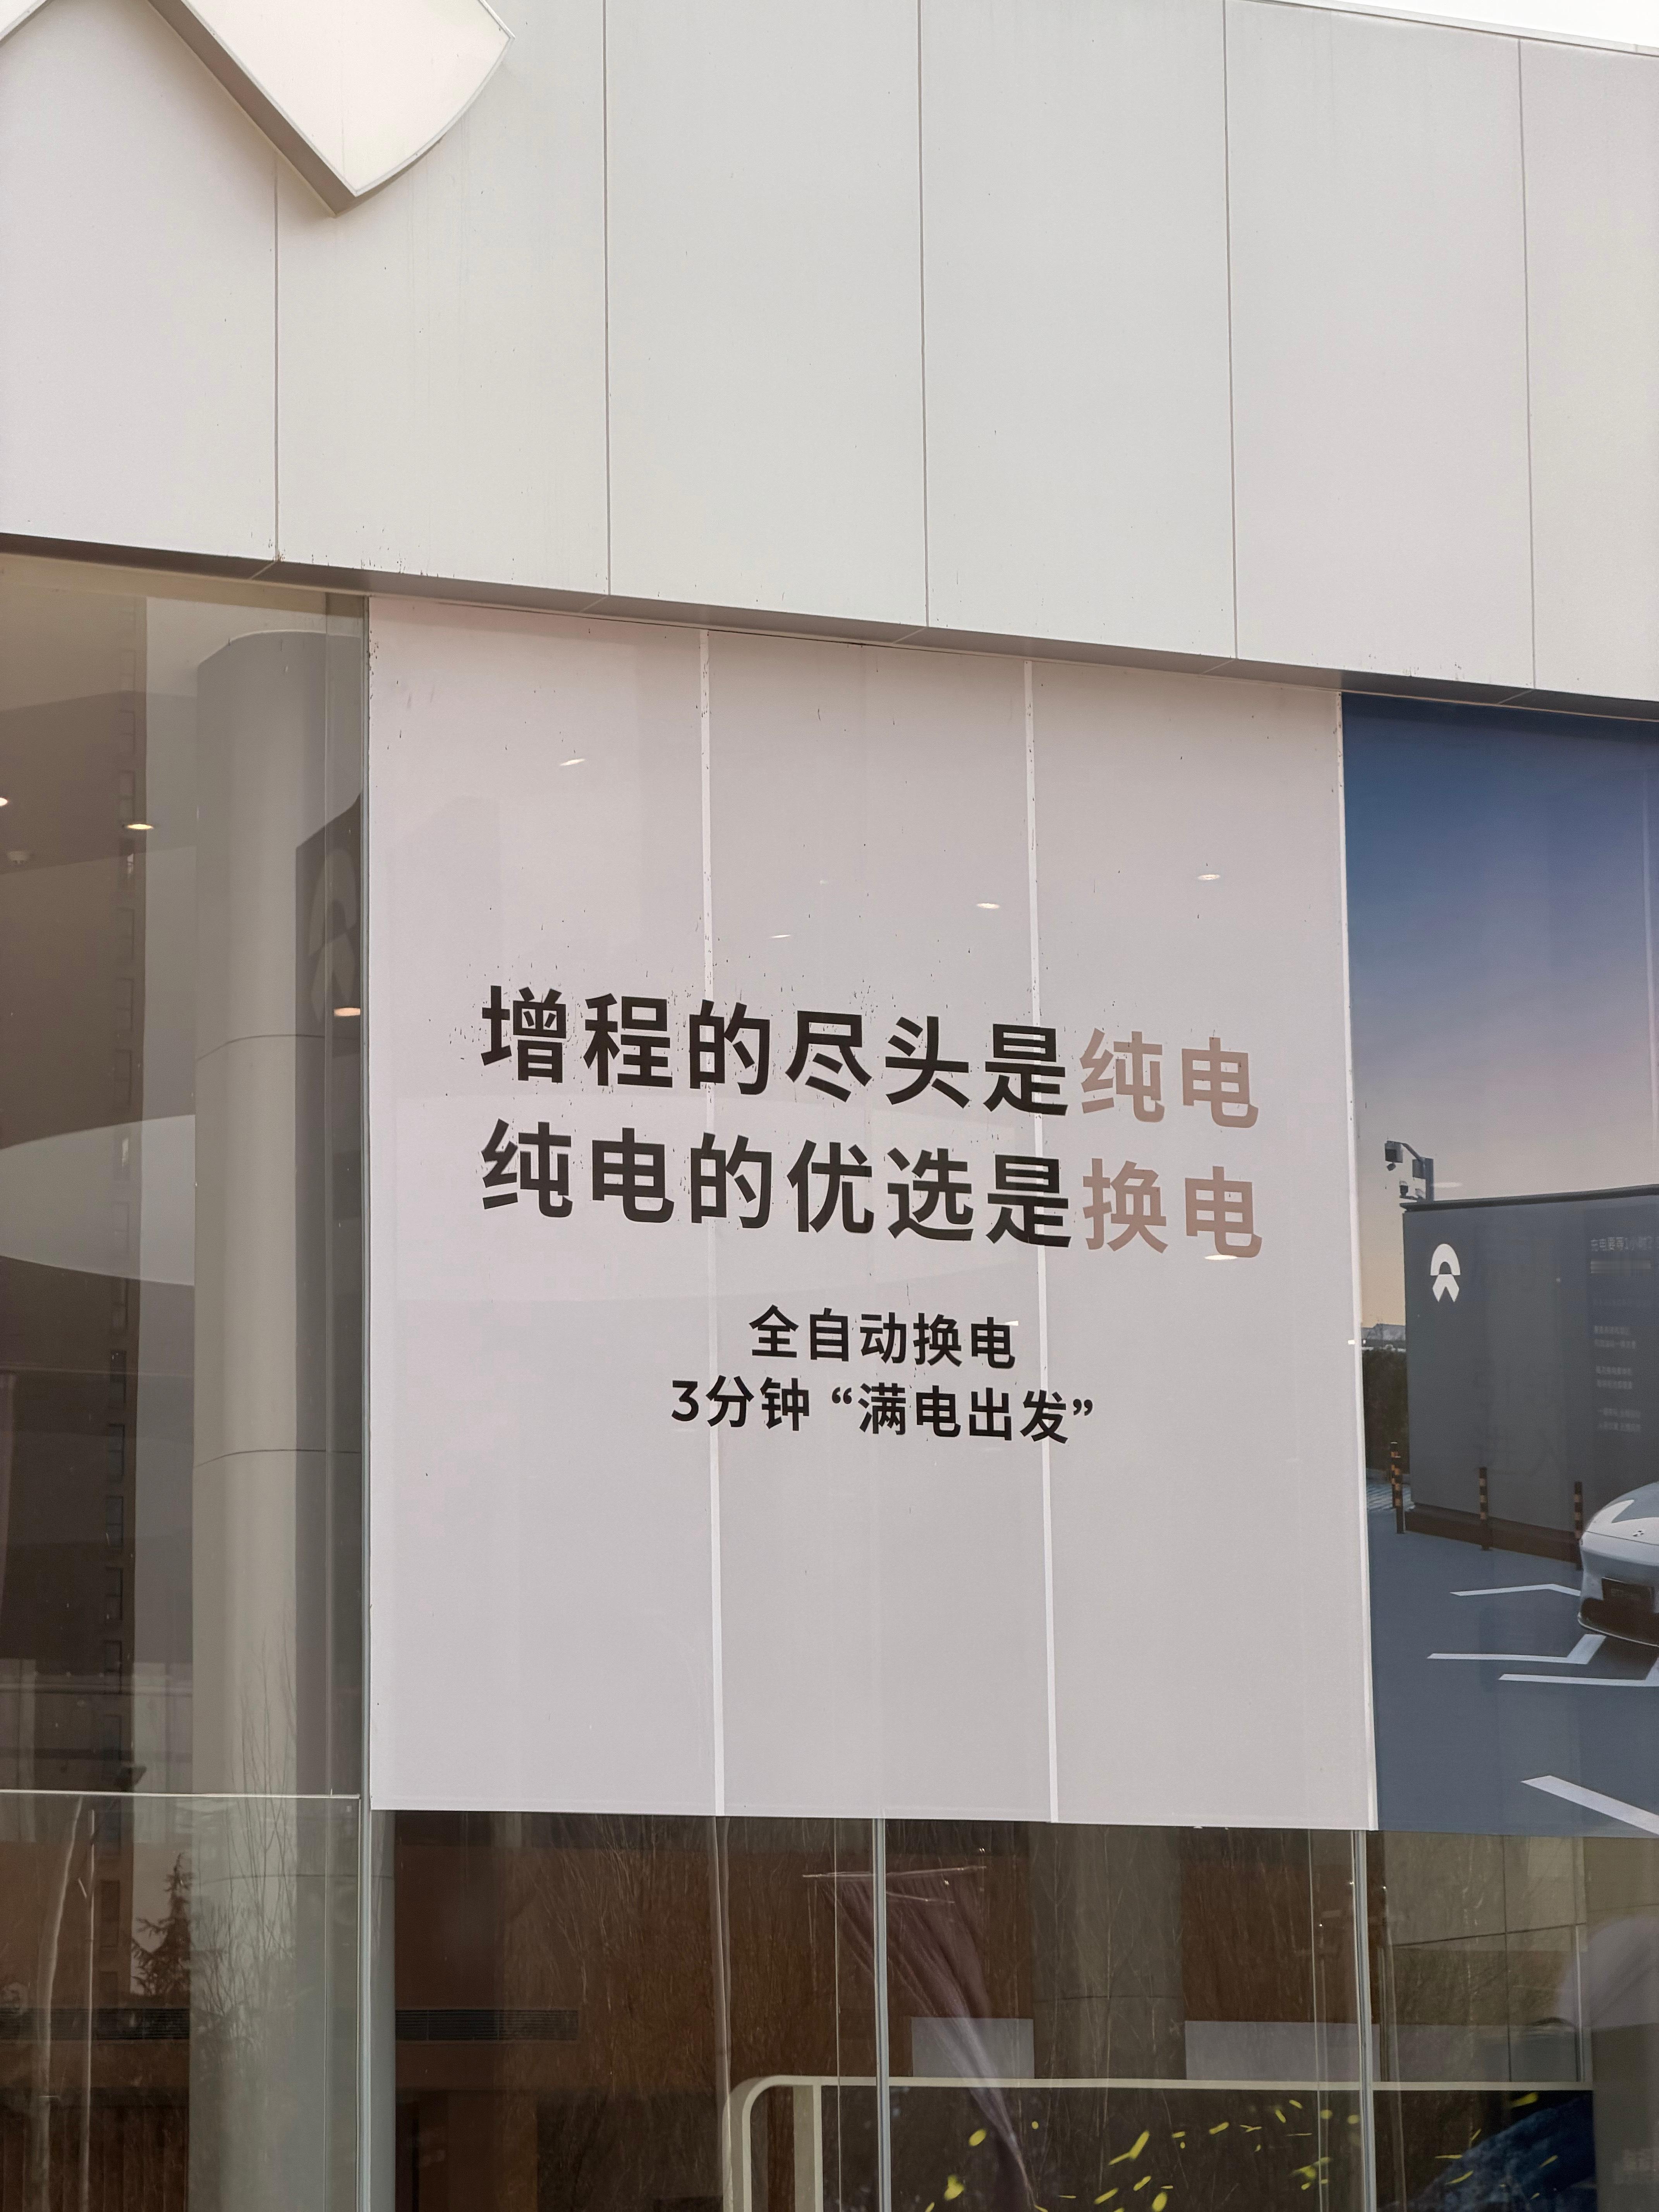 增程的尽头是纯电
纯电的优选是换电
全自动换电
3分钟 “满电出发”